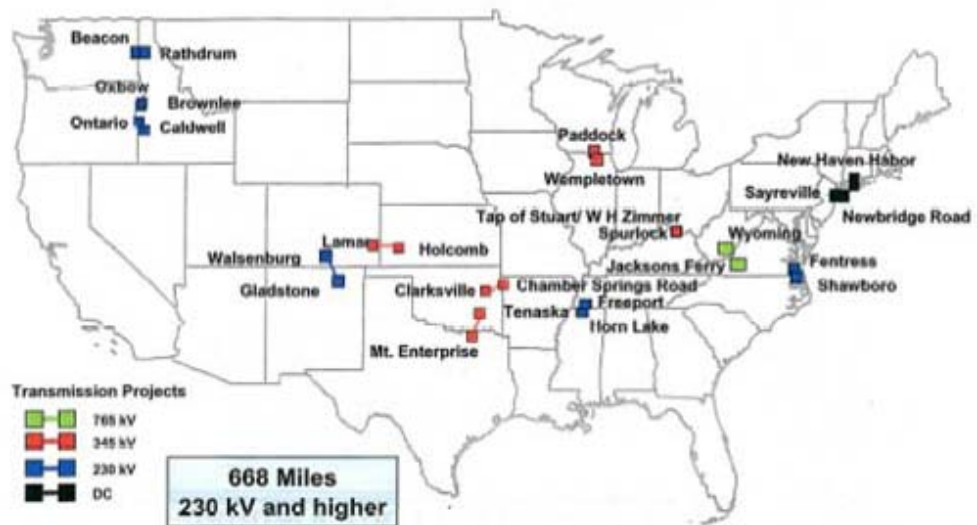 Beacon
Rathdrum
Oxbow
Brownlee
Ontario
Caldwell
Paddock
Wempletown
New Haven Harbor
Sayreville
Newbridge Road
Tap of Stuart/ W H Zimmer
Spurlock
Wyoming
Jacksons Ferry
Fentress
Shawboro
Lamar
Holcomb
Walsenburg
Gladstone
Clarksville
Chamber Springs Road
Freeport
Tenaska
Horn Lake
Mt. Enterprise
Transmission Projects
765 kV
345 kV
230 kV
DC
668 Miles
230 kV and higher